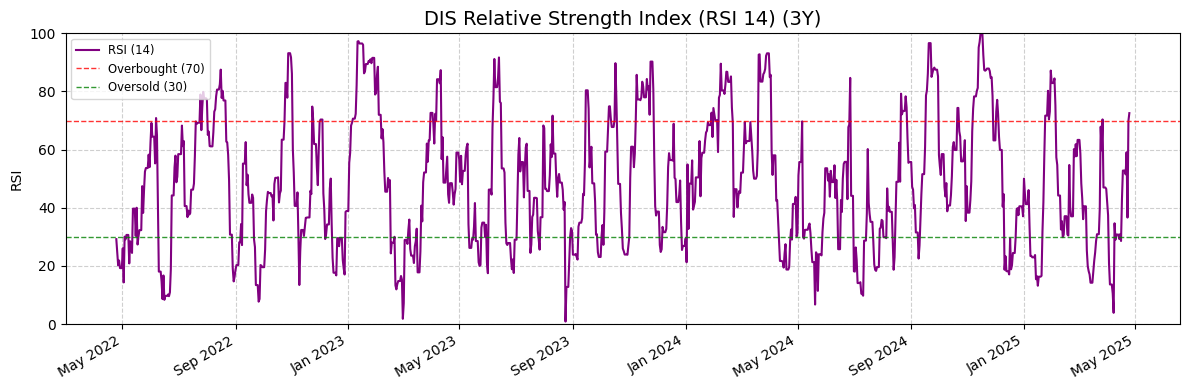 DIS Relative Strength Index (RSI 14) (3Y)
RSI
100
80
60
40
20
0
RSI (14)
Overbought (70)
Oversold (30)
May 2022
Sep 2022
Jan 2023
May 2023
Sep 2023
Jan 2024
May 2024
Sep 2024
Jan 2025
May 2025